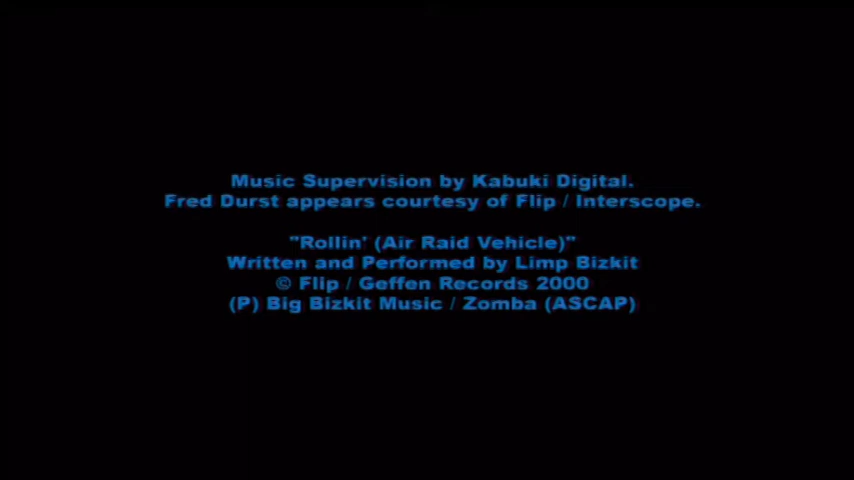 Music Supervision by Kabuki Digital.
Fred Durst appears courtesy of Flip / Interscope.
"Rollin' (Air Raid Vehicle)"
Written and Performed by Limp Bizkit
© Flip / Geffen Records 2000
(P) Big Bizkit Music / Zomba (ASCAP)